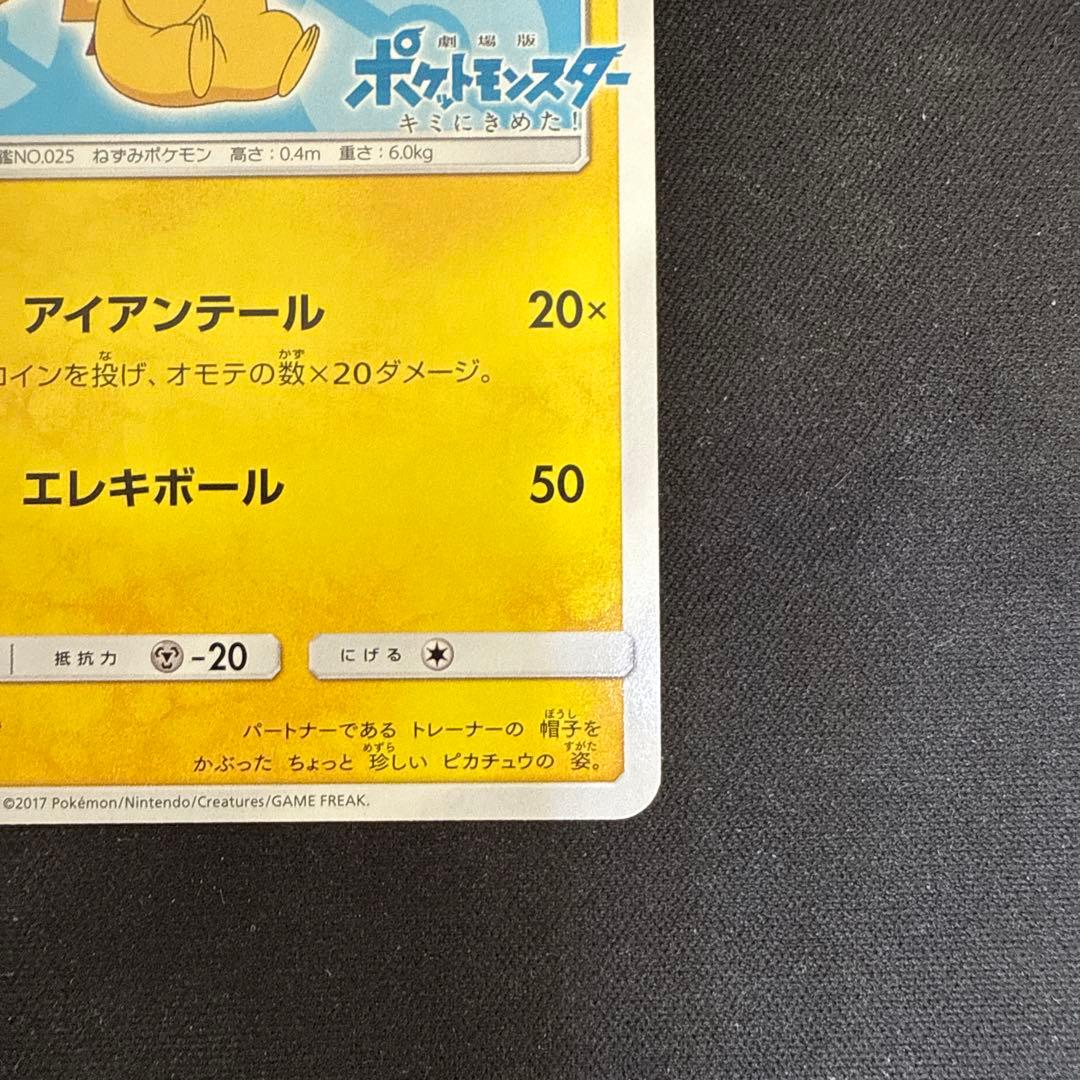 劇場版
ポケットモンスター
キミにきめた!
鑑NO.025 ねずみポケモン 高さ:0.4m 重さ:6.0kg
アイアンテール 20×
コインを投げ、オモテの数×20ダメージ。
エレキボール 50
抵抗力 -20 にげる
パートナーである トレーナーの 帽子を
かぶった ちょっと 珍しい ピカチュウの 姿。
©2017 Pokémon/Nintendo/Creatures/GAME FREAK.